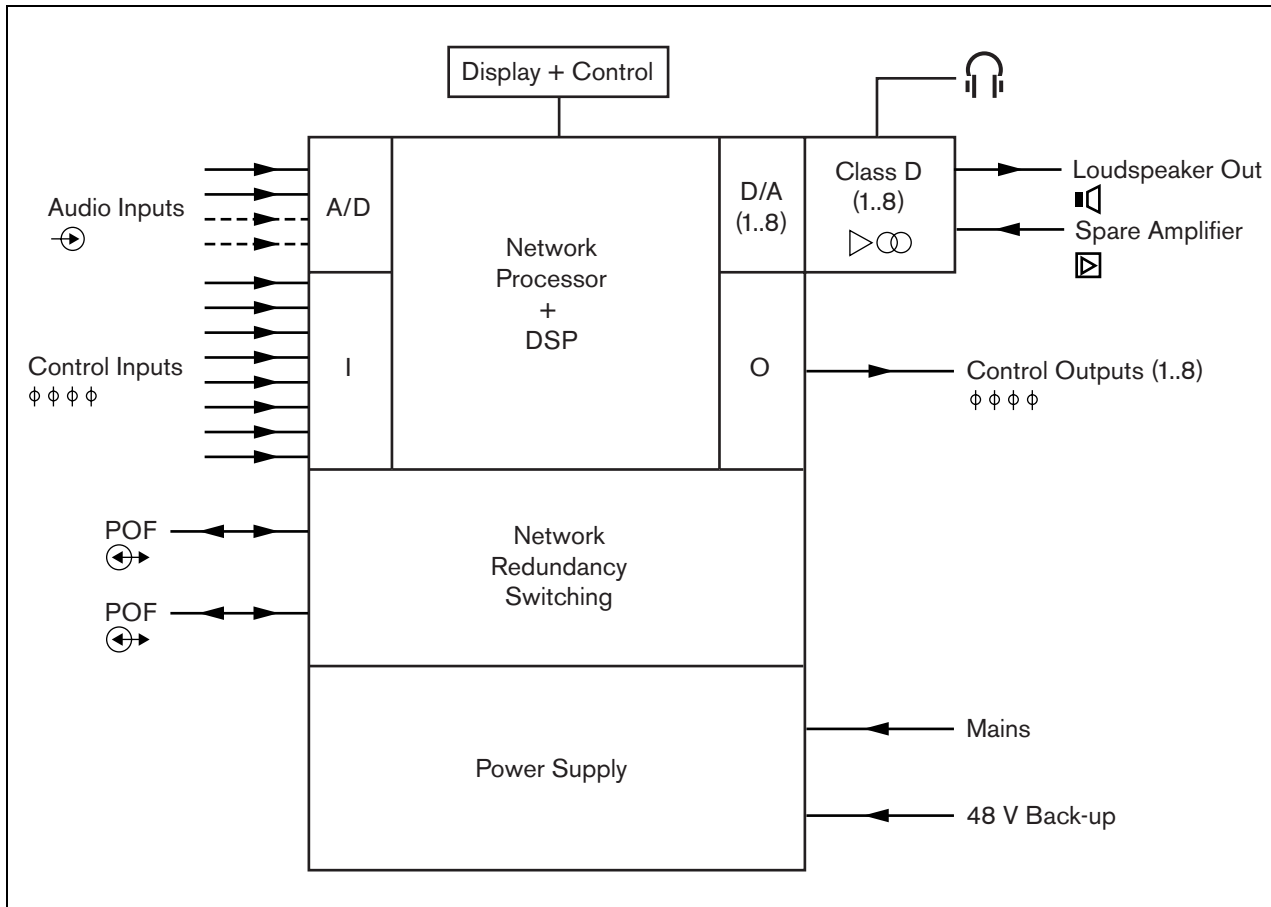 Display + Control
Audio Inputs
A/D
Network
Processor
+
DSP
D/A
(1..8)
Class D
(1..8)
Loudspeaker Out
Spare Amplifier
Control Inputs
I
O
Control Outputs (1..8)
POF
POF
Network
Redundancy
Switching
Power Supply
Mains
48 V Back-up